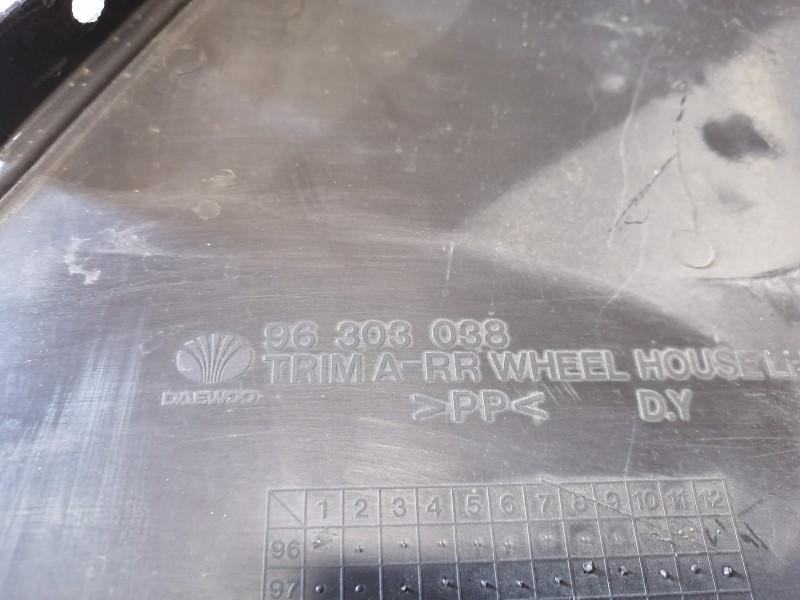 96 303 038
TRIM A-RR WHEEL HOUSE LH
DAEWOO
>PP< D.Y
1 2 3 4 5 6 7 8 9 10 11 12
96
97